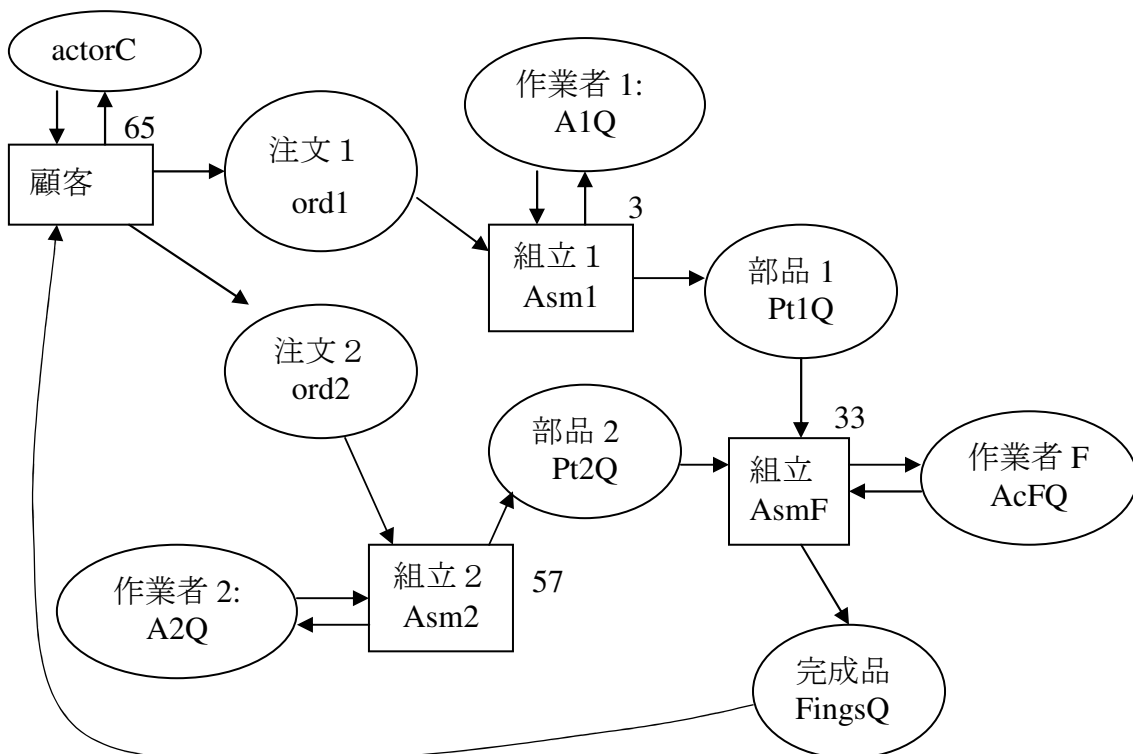 actorC
65
顧客
注文１
ord1
作業者 1:
A1Q
3
組立１
Asm1
部品 1
Pt1Q
注文２
ord2
部品 2
Pt2Q
33
組立
AsmF
作業者 F
AcFQ
作業者 2:
A2Q
組立２
Asm2
57
完成品
FingsQ